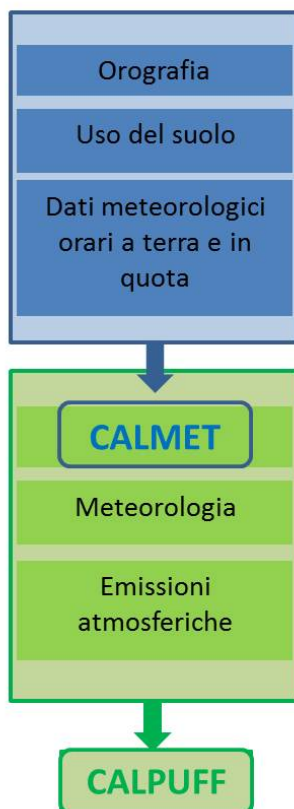 Orografia
Uso del suolo
Dati meteorologici
orari a terra e in
quota
CALMET
Meteorologia
Emissioni
atmosferiche
CALPUFF